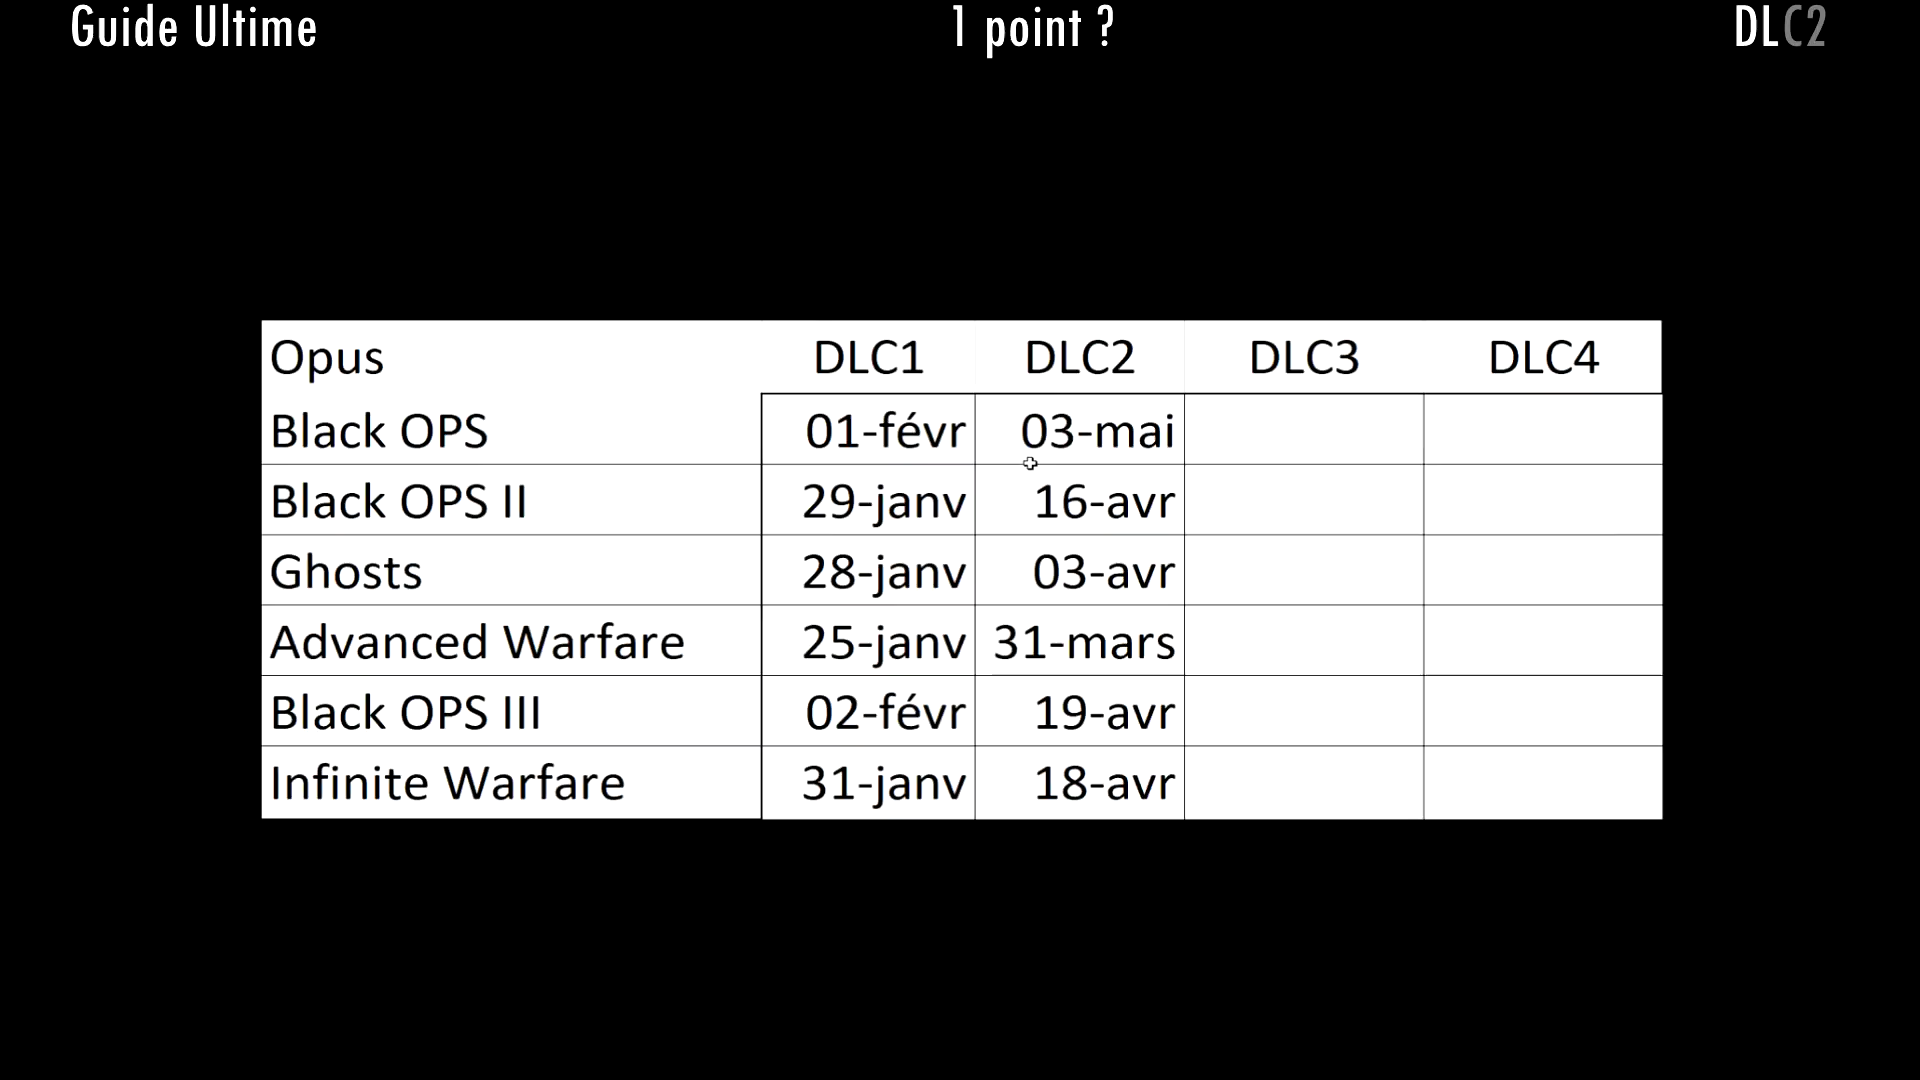 Guide Ultime 1 point ? DLC2
Opus DLC1 DLC2 DLC3 DLC4
Black OPS 01-févr 03-mai
Black OPS II 29-janv 16-avr
Ghosts 28-janv 03-avr
Advanced Warfare 25-janv 31-mars
Black OPS III 02-févr 19-avr
Infinite Warfare 31-janv 18-avr